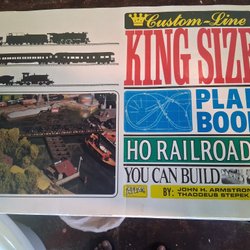 Custom-Line
KING SIZE
PLAN
BOOK
HO RAILROADS
YOU CAN BUILD
BY: JOHN H. ARMSTRONG
THADDEUS STEPEK